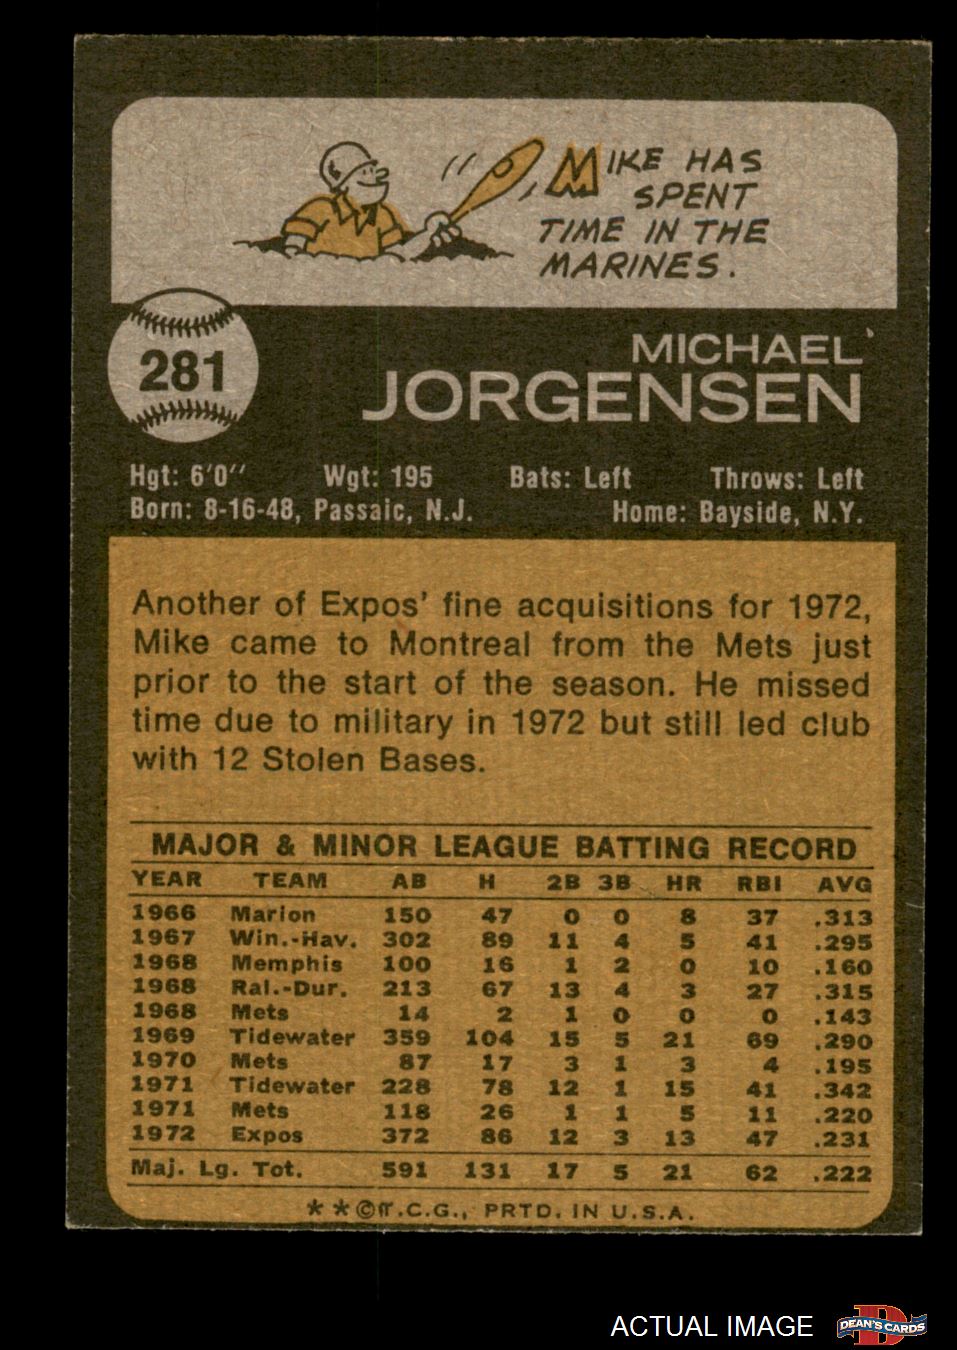 MIKE HAS
SPENT
TIME IN THE
MARINES.
281
MICHAEL
JORGENSEN
Hgt: 6'0" Wgt: 195 Bats: Left Throws: Left
Born: 8-16-48, Passaic, N.J. Home: Bayside, N.Y.
Another of Expos' fine acquisitions for 1972,
Mike came to Montreal from the Mets just
prior to the start of the season. He missed
time due to military in 1972 but still led club
with 12 Stolen Bases.
MAJOR & MINOR LEAGUE BATTING RECORD
YEAR TEAM AB H 2B 3B HR RBI AVG
1966 Marion 150 47 0 0 8 37 .313
1967 Win.-Hav. 302 89 11 4 5 41 .295
1968 Memphis 100 16 1 2 0 10 .160
1968 Ral.-Dur. 213 67 13 4 3 27 .315
1968 Mets 14 2 1 0 0 0 .143
1969 Tidewater 359 104 15 5 21 69 .290
1970 Mets 87 17 3 1 3 4 .195
1971 Tidewater 228 78 12 1 15 41 .342
1971 Mets 118 26 1 1 5 11 .220
1972 Expos 372 86 12 3 13 47 .231
Maj. Lg. Tot. 591 131 17 5 21 62 .222
**© T.C.G., PRTD. IN U.S.A.
ACTUAL IMAGE
D
DEAN'S CARDS